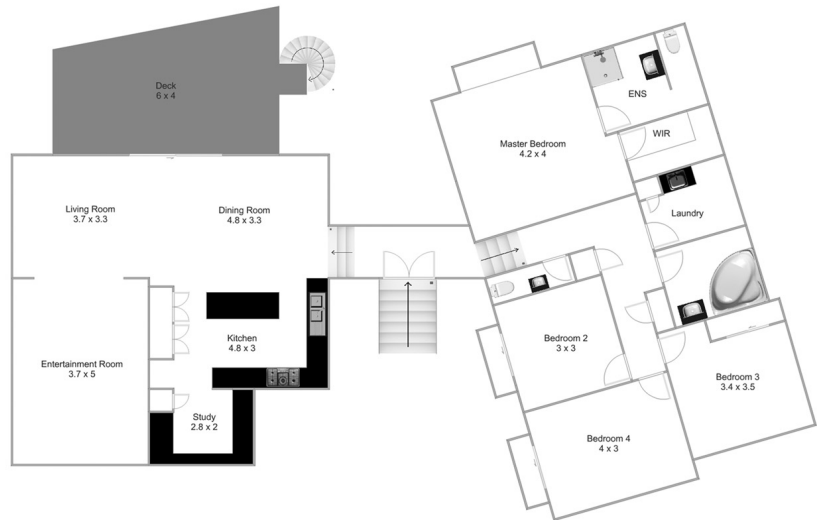 Deck
6 x 4
ENS
WIR
Master Bedroom
4.2 x 4
Living Room
3.7 x 3.3
Dining Room
4.8 x 3.3
Laundry
Kitchen
4.8 x 3
Bedroom 2
3 x 3
Entertainment Room
3.7 x 5
Bedroom 3
3.4 x 3.5
Study
2.8 x 2
Bedroom 4
4 x 3